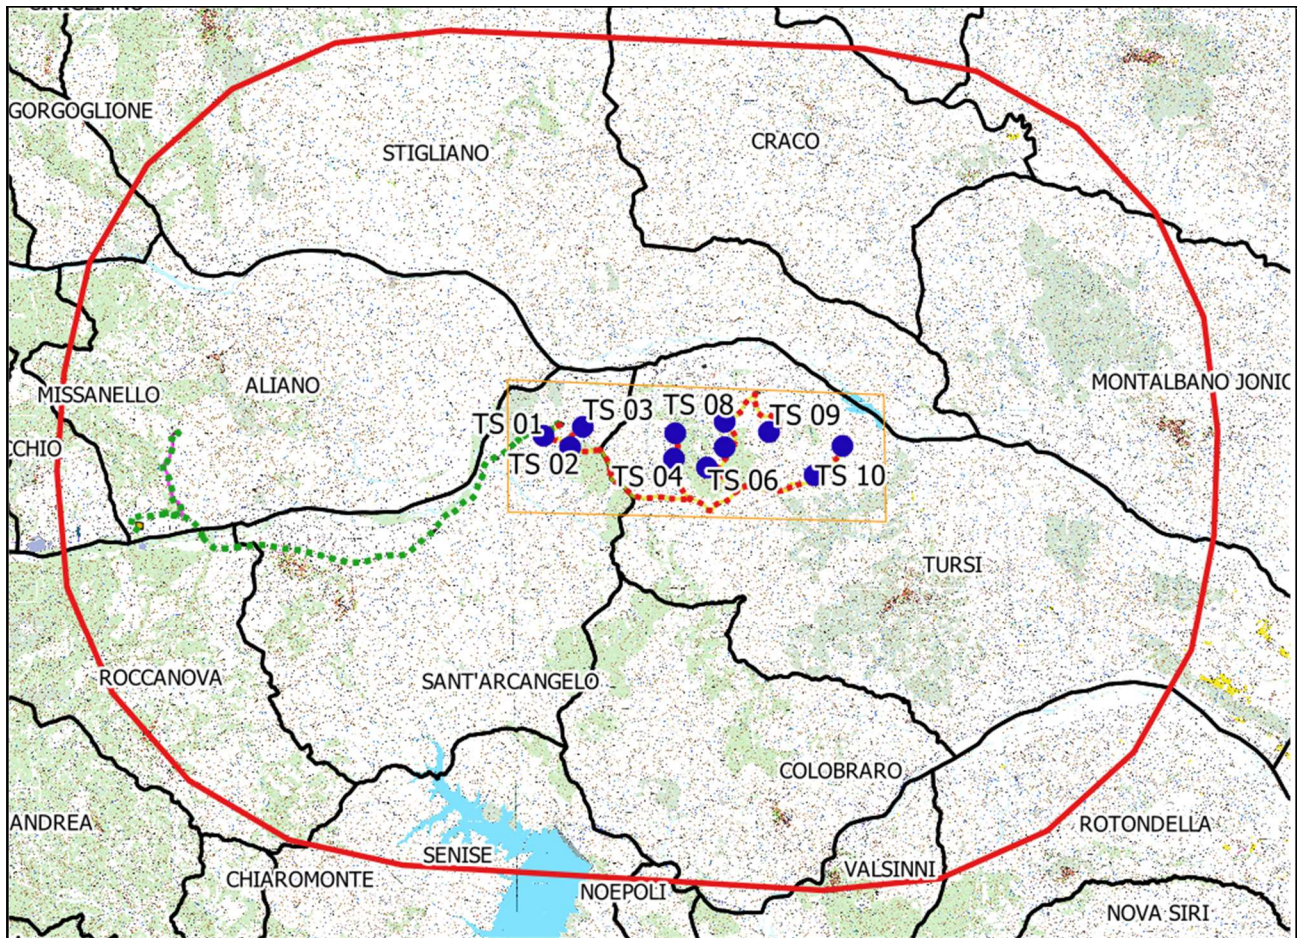 GORGOGLIONE
CRACO
STIGLIANO
MISSANELLO
ALIANO
MONTALBANO JONIC
CCHIO
TS 01
TS 03
TS 08
TS 09
TS 02
TS 04
TS 06
TS 10
TURSI
ROCCANOVA
SANT'ARCANGELO
COLOBRARO
ANDREA
ROTONDELLA
SENISE
VALSINNI
CHIAROMONTE
NOEPOLI
NOVA SIRI